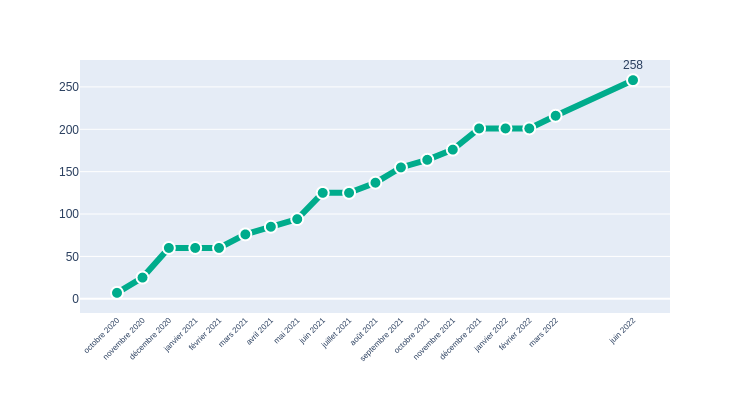 258
250
200
150
100
50
0
octobre 2020
novembre 2020
décembre 2020
janvier 2021
février 2021
mars 2021
avril 2021
mai 2021
juin 2021
juillet 2021
août 2021
septembre 2021
octobre 2021
novembre 2021
décembre 2021
janvier 2022
février 2022
mars 2022
juin 2022